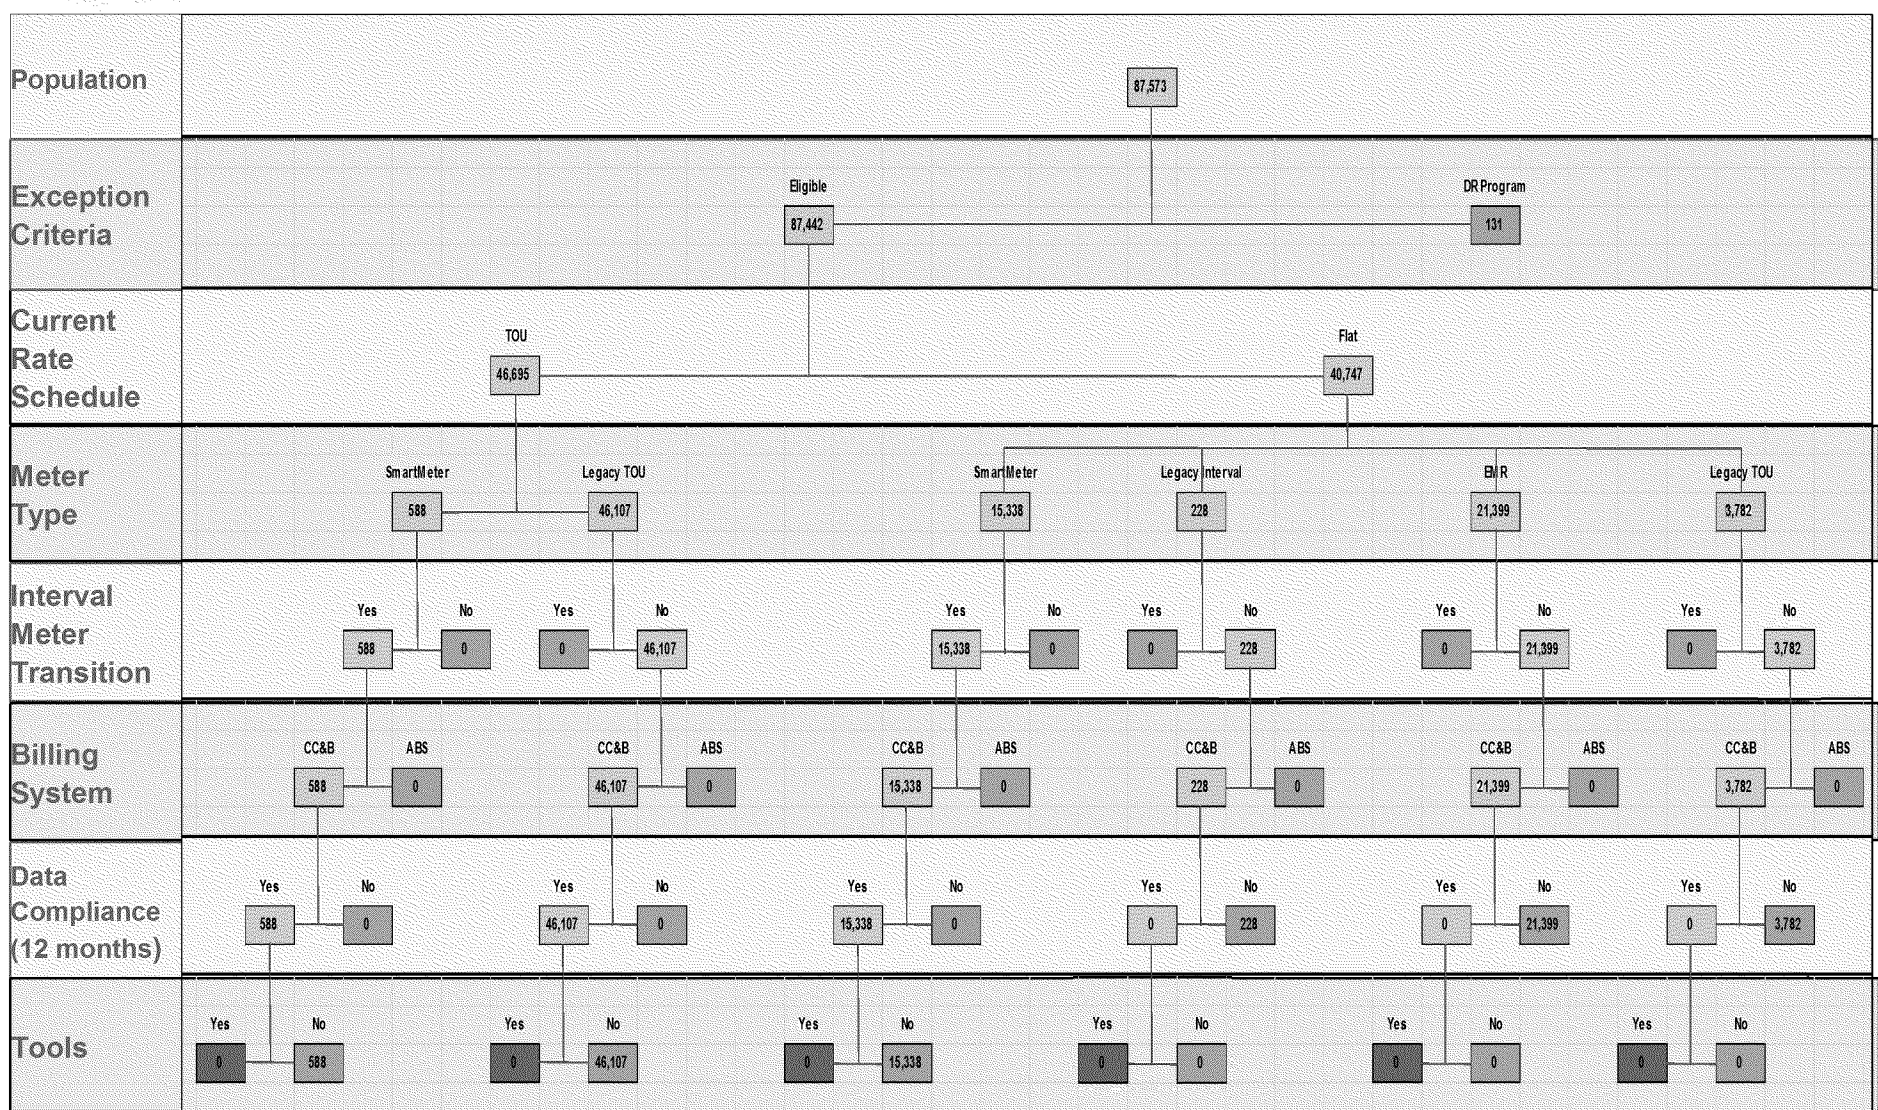 Population
87,573
Exception
Criteria
Eligible DR Program
87,442 131
Current
Rate
Schedule
TOU Flat
46,695 40,747
Meter
Type
SmartMeter Legacy TOU SmartMeter Legacy Interval EMR Legacy TOU
588 46,107 15,338 228 21,399 3,782
Interval
Meter
Transition
Yes No Yes No Yes No Yes No Yes No Yes No
588 0 0 46,107 15,338 0 0 228 0 21,399 0 3,782
Billing
System
CC&B ABS CC&B ABS CC&B ABS CC&B ABS CC&B ABS CC&B ABS
588 0 46,107 0 15,338 0 228 0 21,399 0 3,782 0
Data
Compliance
(12 months)
Yes No Yes No Yes No Yes No Yes No Yes No
588 0 46,107 0 15,338 0 0 228 0 21,399 0 3,782
Tools
Yes No Yes No Yes No Yes No Yes No Yes No
0 588 0 46,107 0 15,338 0 0 0 0 0 0